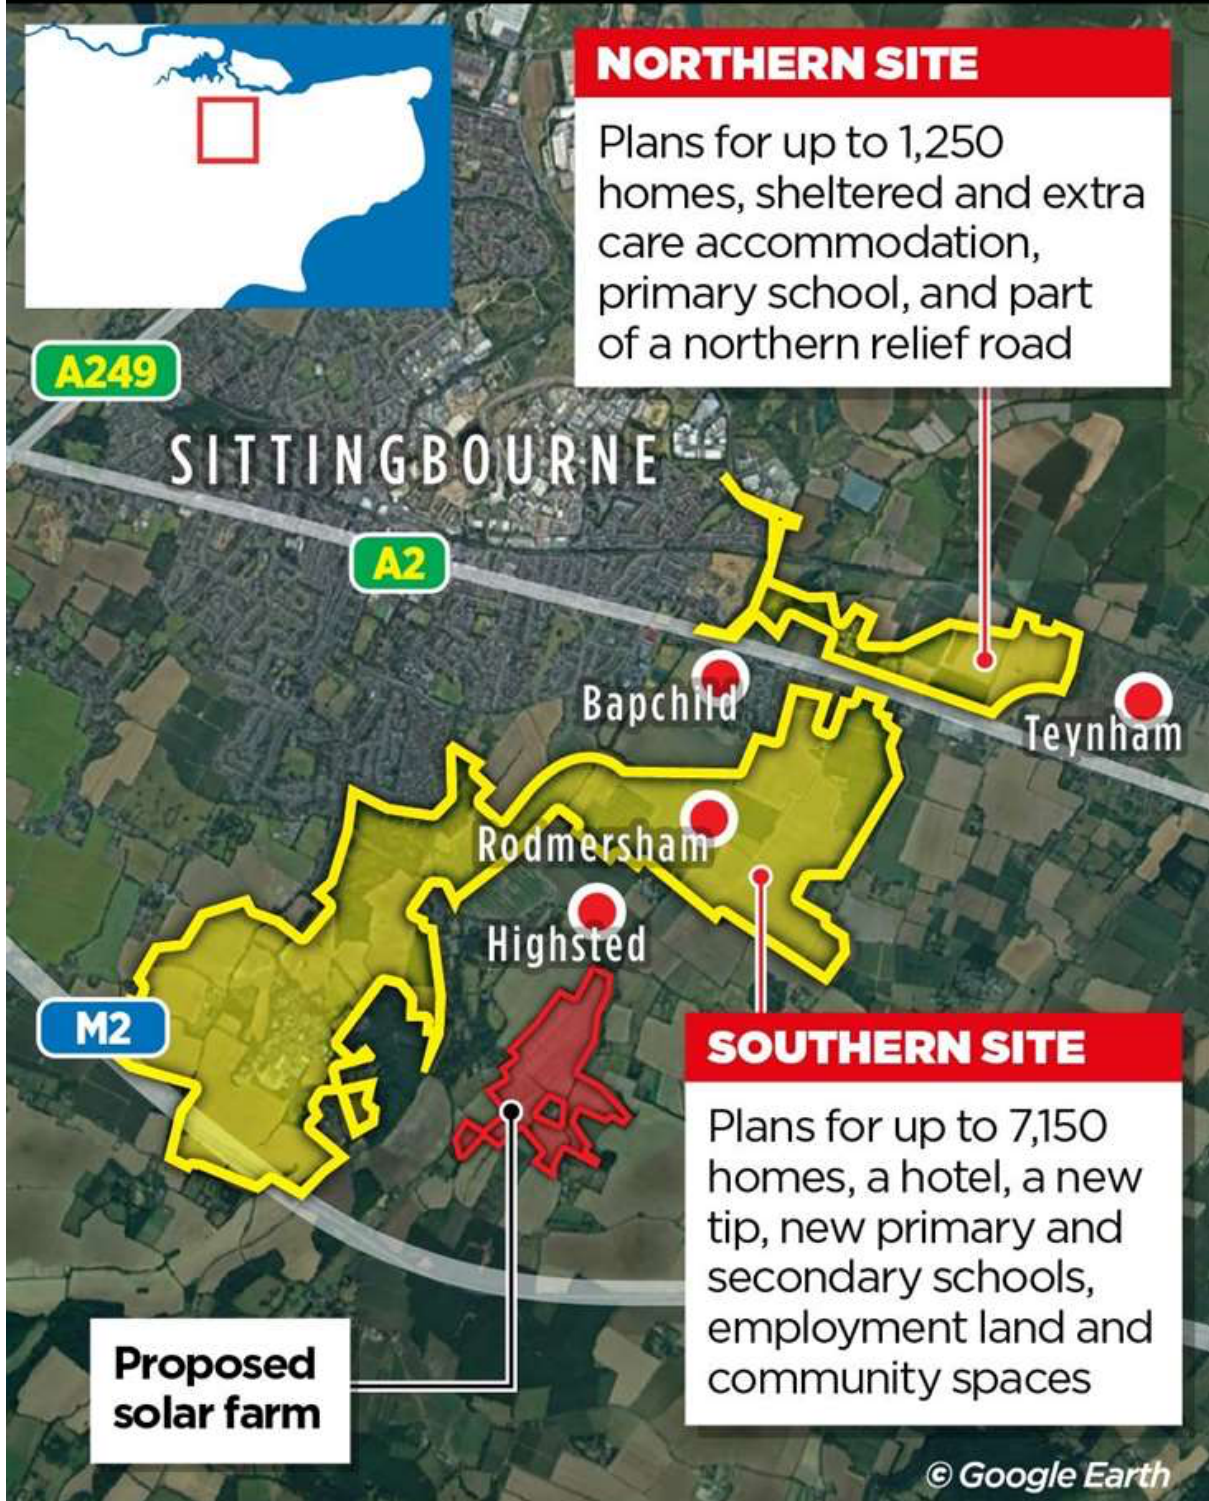 NORTHERN SITE
Plans for up to 1,250
homes, sheltered and extra
care accommodation,
primary school, and part
of a northern relief road
A249
SITTINGBOURNE
A2
Bapchild
Teynham
Rodmersham
Highsted
M2
SOUTHERN SITE
Plans for up to 7,150
homes, a hotel, a new
tip, new primary and
secondary schools,
employment land and
community spaces
Proposed
solar farm
© Google Earth